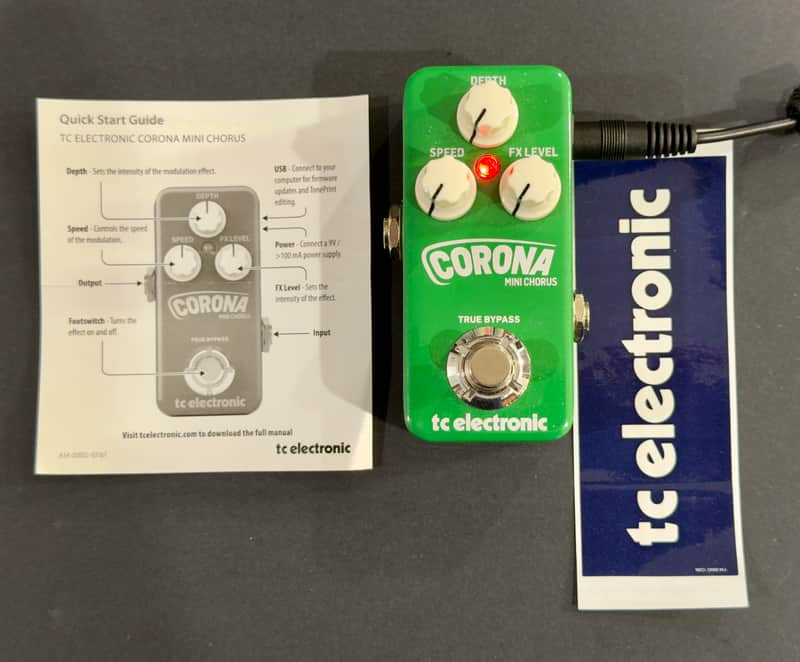 Quick Start Guide
TC ELECTRONIC CORONA MINI CHORUS
Depth - Sets the intensity of the modulation effect.
USB - Connect to your
computer for firmware
updates and TonePrint
editing.
Speed - Controls the speed
of the modulation.
Power - Connect a 9V /
>100 mA power supply.
Output
FX Level - Sets the
intensity of the effect.
Footswitch - Turns the
effect on and off.
Input
DEPTH
SPEED
FX LEVEL
CORONA
MINI CHORUS
TRUE BYPASS
tc electronic
Visit tcelectronic.com to download the full manual
tc electronic
DEPTH
SPEED
FX LEVEL
CORONA
MINI CHORUS
TRUE BYPASS
tc electronic
tc electronic